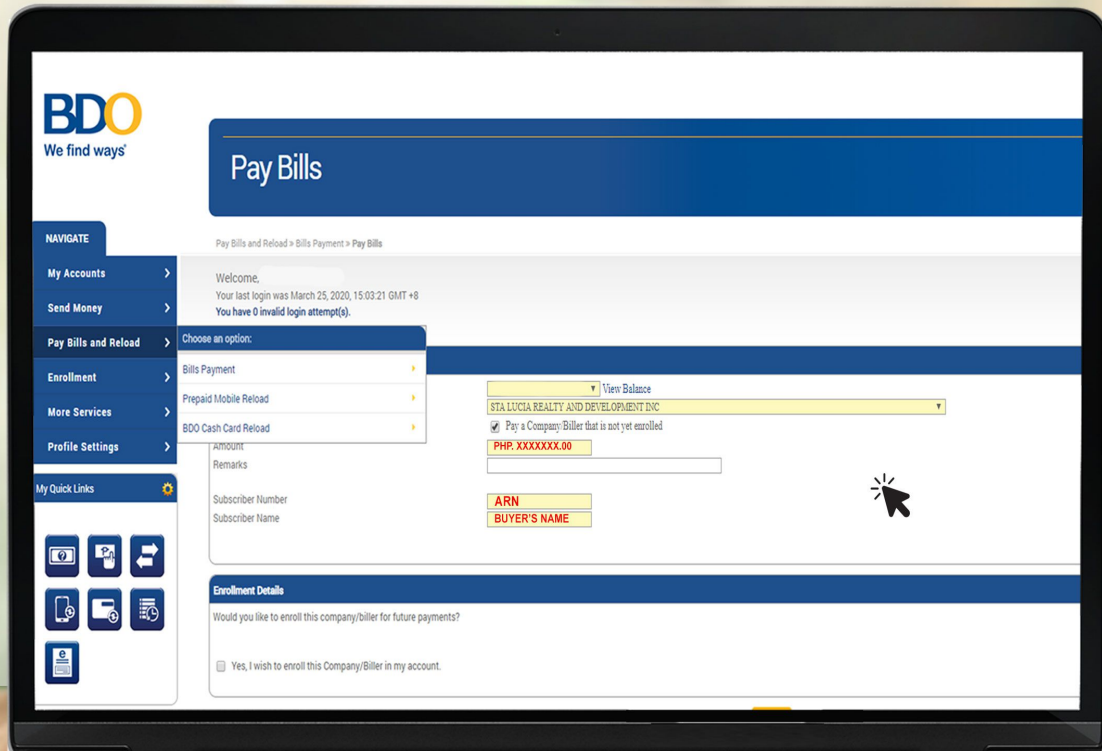 BDO
We find ways®
Pay Bills
NAVIGATE
Pay Bills and Reload » Bills Payment » Pay Bills
My Accounts
Send Money
Pay Bills and Reload
Enrollment
More Services
Profile Settings
Welcome,
Your last login was March 25, 2020, 15:03:21 GMT +8
You have 0 invalid login attempt(s).
Choose an option:
Bills Payment
Prepaid Mobile Reload
BDO Cash Card Reload
View Balance
STA LUCIA REALTY AND DEVELOPMENT INC
Pay a Company/Biller that is not yet enrolled
Amount PHP. XXXXXXX.00
Remarks
Subscriber Number ARN
Subscriber Name BUYER'S NAME
My Quick Links
Enrollment Details
Would you like to enroll this company/biller for future payments?
Yes, I wish to enroll this Company/Biller in my account.